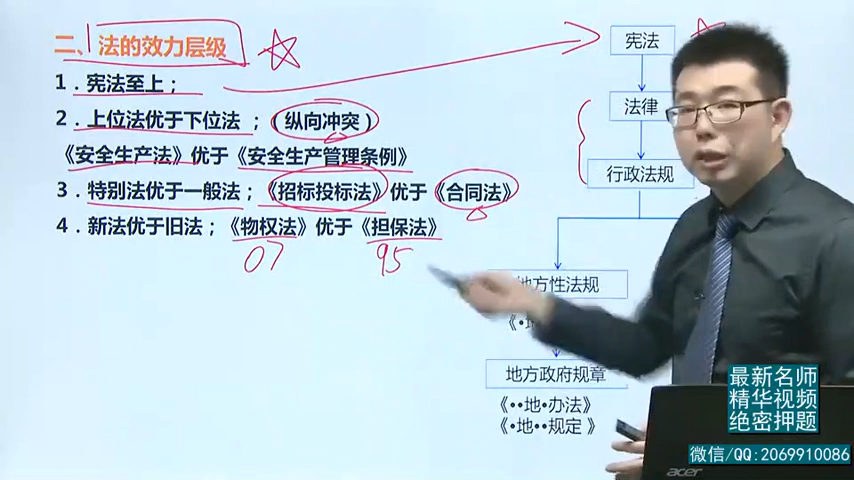 二、法的效力层级
1．宪法至上；
2．上位法优于下位法 ；（纵向冲突）
《安全生产法》优于《安全生产管理条例》
3．特别法优于一般法；《招标投标法》优于《合同法》
4．新法优于旧法；《物权法》优于《担保法》
07 95
宪法
法律
行政法规
地方性法规
《·地
地方政府规章
《··地·办法》
《·地··规定 》
最新名师
精华视频
绝密押题
微信/QQ:2069910086
acer